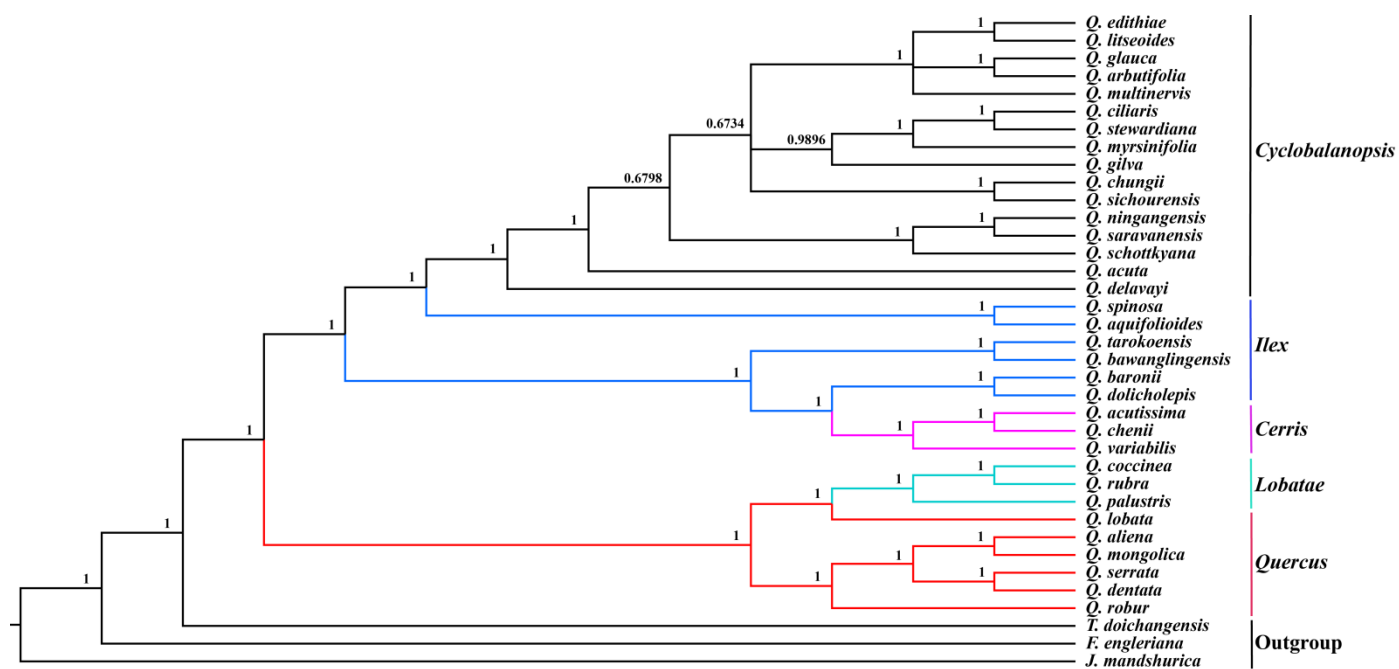 1
Q. edithiae
Q. litseoides
1
1
Q. glauca
Q. arbutifolia
Q. multinervis
0.6734
1
1
Q. ciliaris
Q. stewardiana
0.9896
Q. myrsinifolia
Q. gilva
Cyclobalanopsis
0.6798
1
Q. chungii
Q. sichourensis
1
1
1
Q. ningangensis
Q. saravanensis
Q. schottkyana
1
Q. acuta
1
Q. delavayi
1
1
Q. spinosa
Q. aquifolioides
Ilex
1
1
Q. tarokoensis
Q. bawanglingensis
1
1
Q. baronii
Q. dolicholepis
1
1
Q. acutissima
Q. chenii
Q. variabilis
Cerris
1
1
1
1
Q. coccinea
Q. rubra
Q. palustris
Lobatae
Q. lobata
1
1
1
1
Q. aliena
Q. mongolica
Quercus
1
1
Q. serrata
Q. dentata
Q. robur
1
T. doichangensis
F. engleriana
J. mandshurica
Outgroup